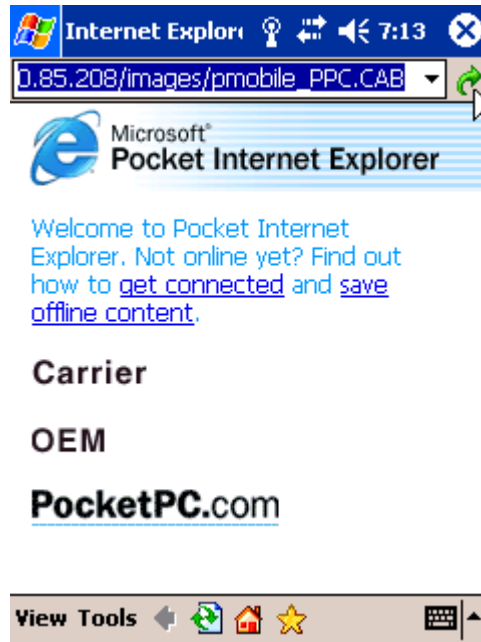 Internet Explor 7:13
0.85.208/images/pmobile_PPC.CAB
Microsoft®
Pocket Internet Explorer
Welcome to Pocket Internet
Explorer. Not online yet? Find out
how to get connected and save
offline content.
Carrier
OEM
PocketPC.com
View Tools